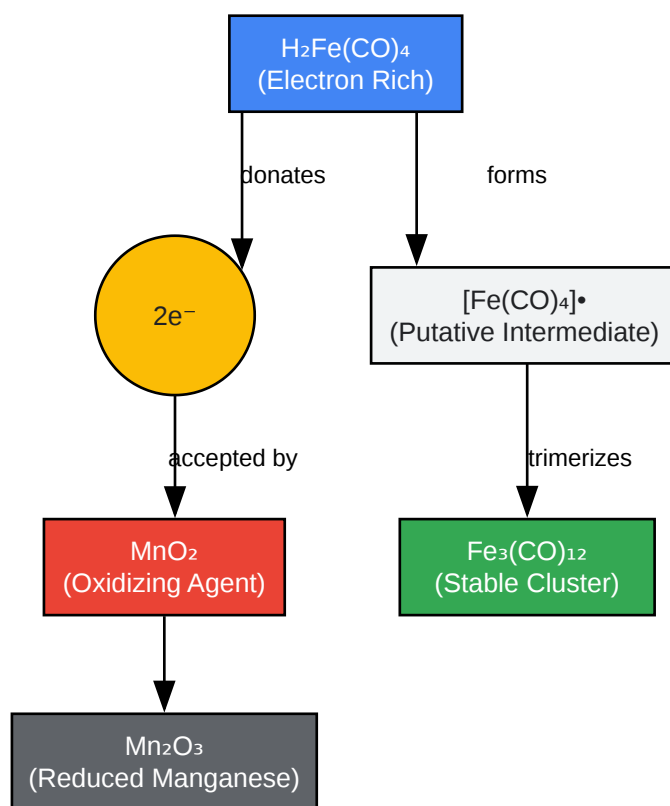 H₂Fe(CO)₄
(Electron Rich)
donates
forms
2e⁻
[Fe(CO)₄]•
(Putative Intermediate)
accepted by
trimerizes
MnO₂
(Oxidizing Agent)
Fe₃(CO)₁₂
(Stable Cluster)
Mn₂O₃
(Reduced Manganese)